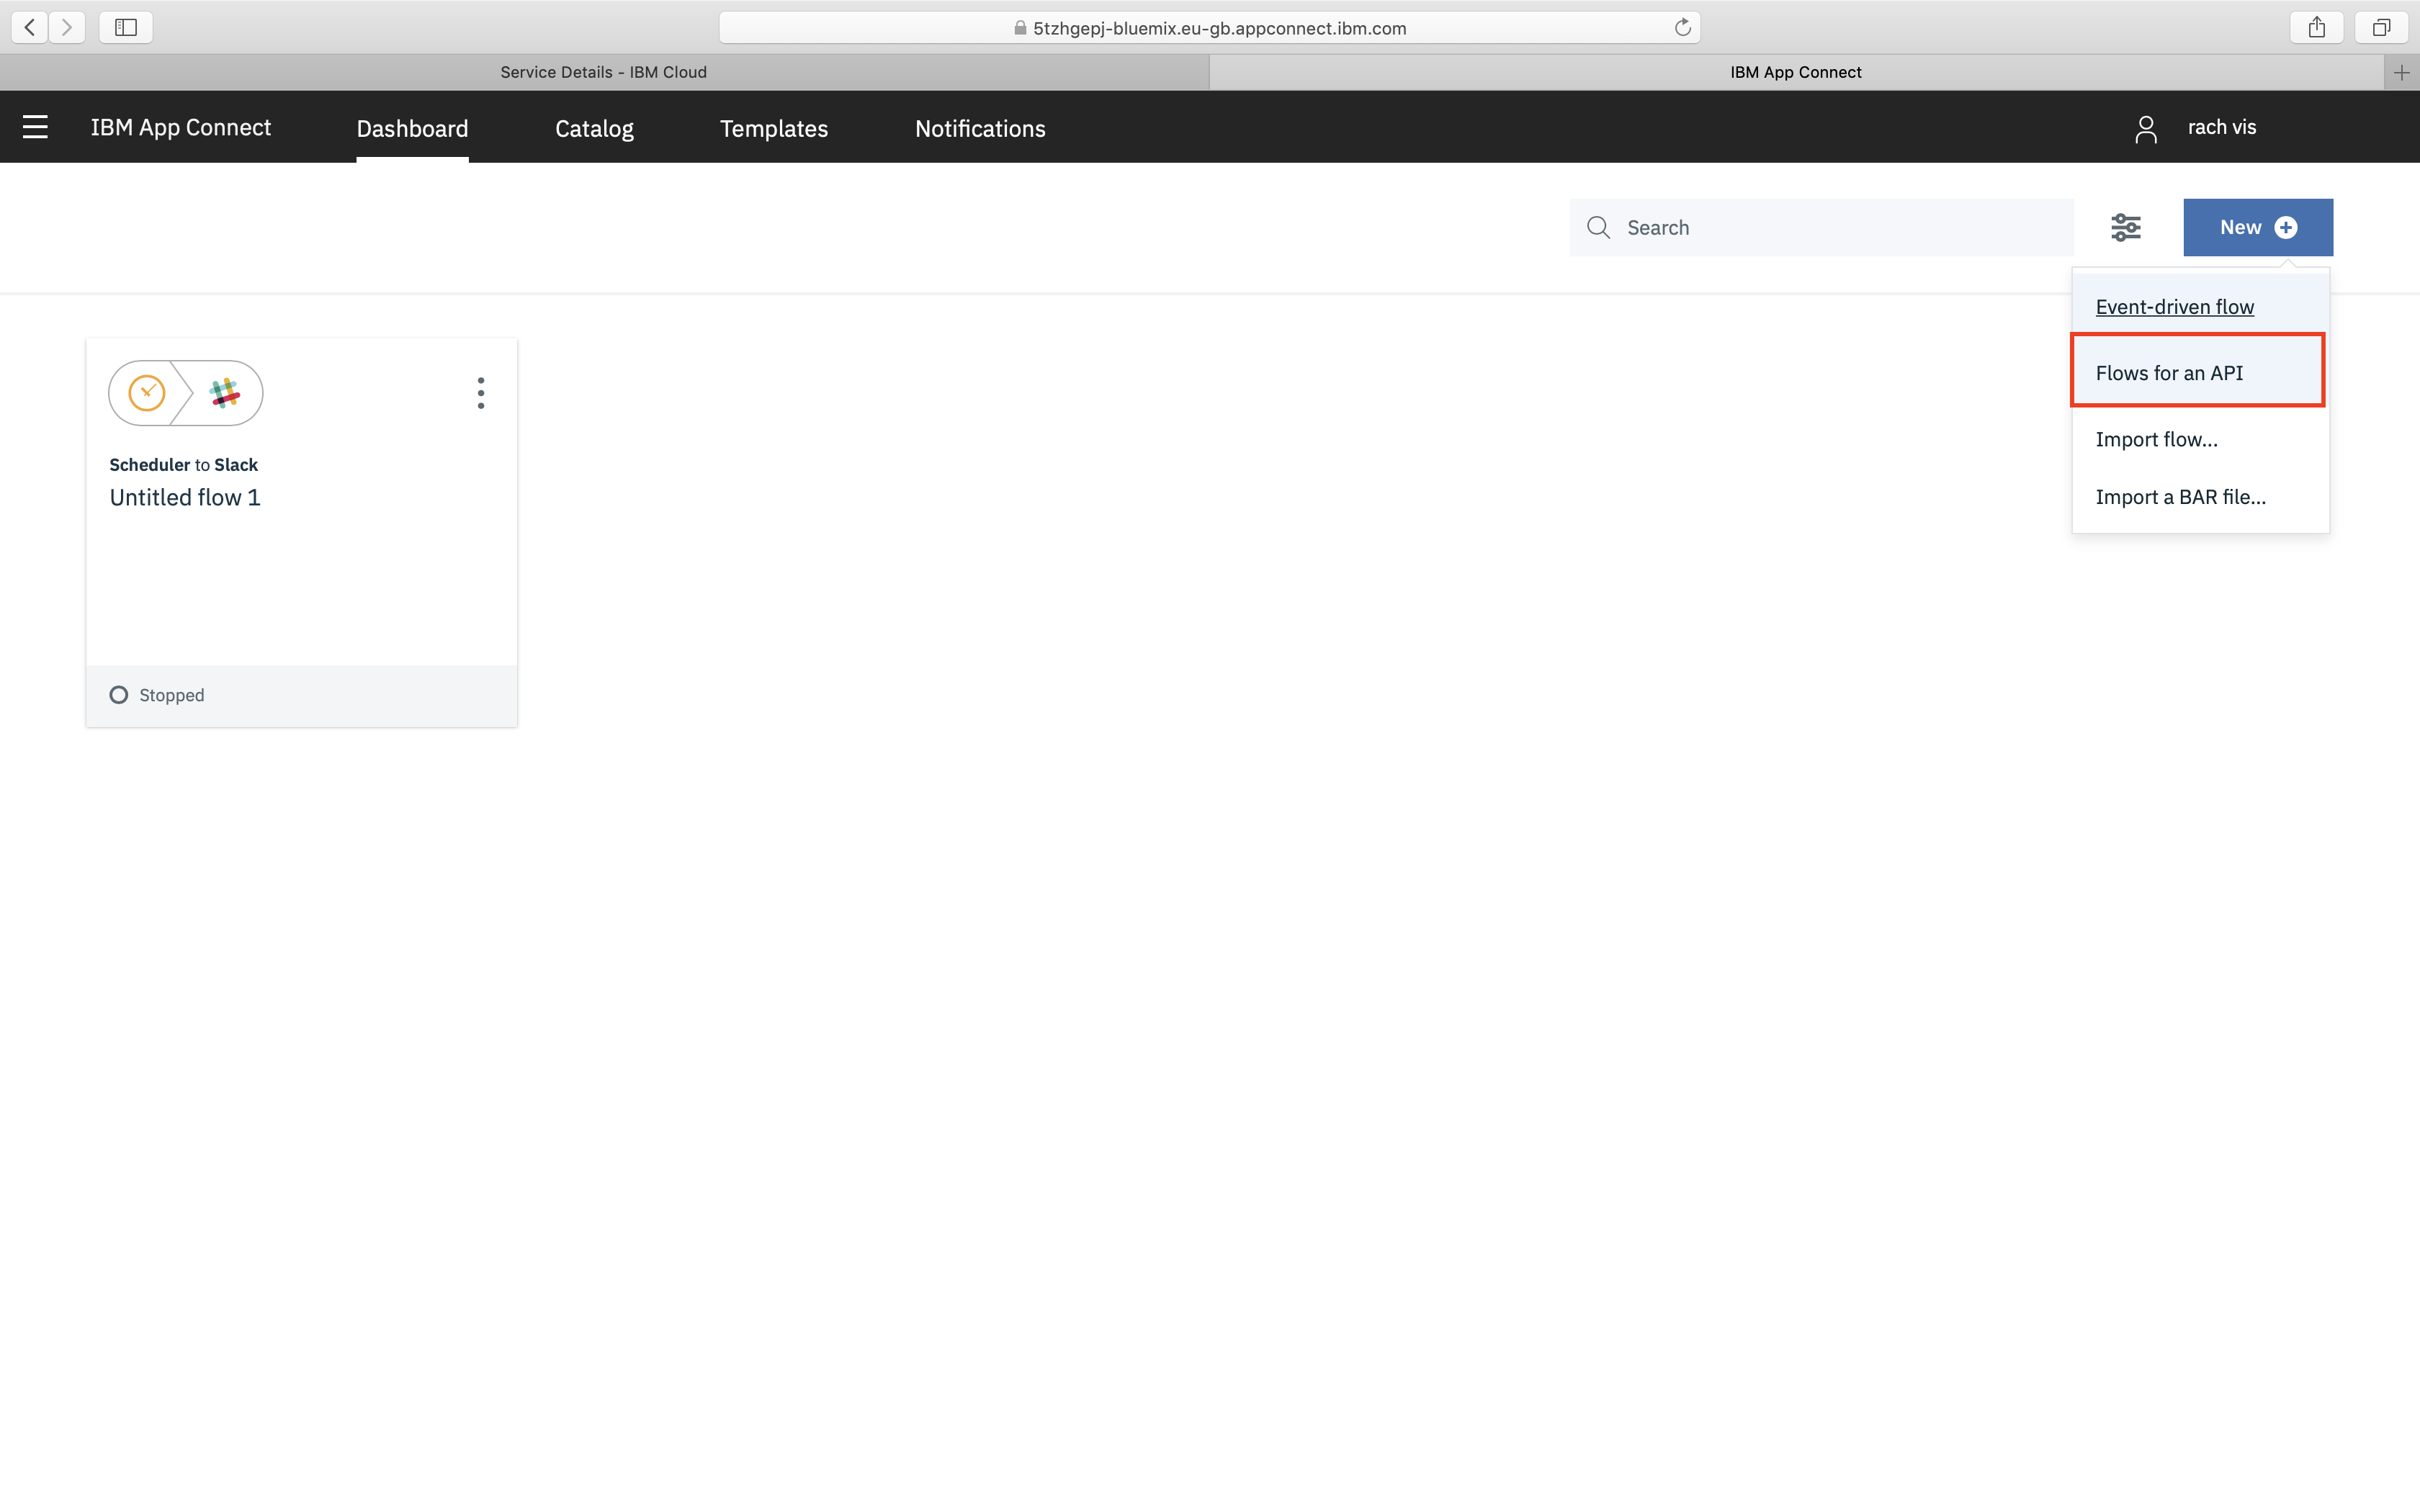 5tzhgepj-bluemix.eu-gb.appconnect.ibm.com
Service Details - IBM Cloud
IBM App Connect
IBM App Connect
Dashboard
Catalog
Templates
Notifications
rach vis
Search
New
Event-driven flow
Flows for an API
Import flow...
Import a BAR file...
Scheduler to Slack
Untitled flow 1
Stopped